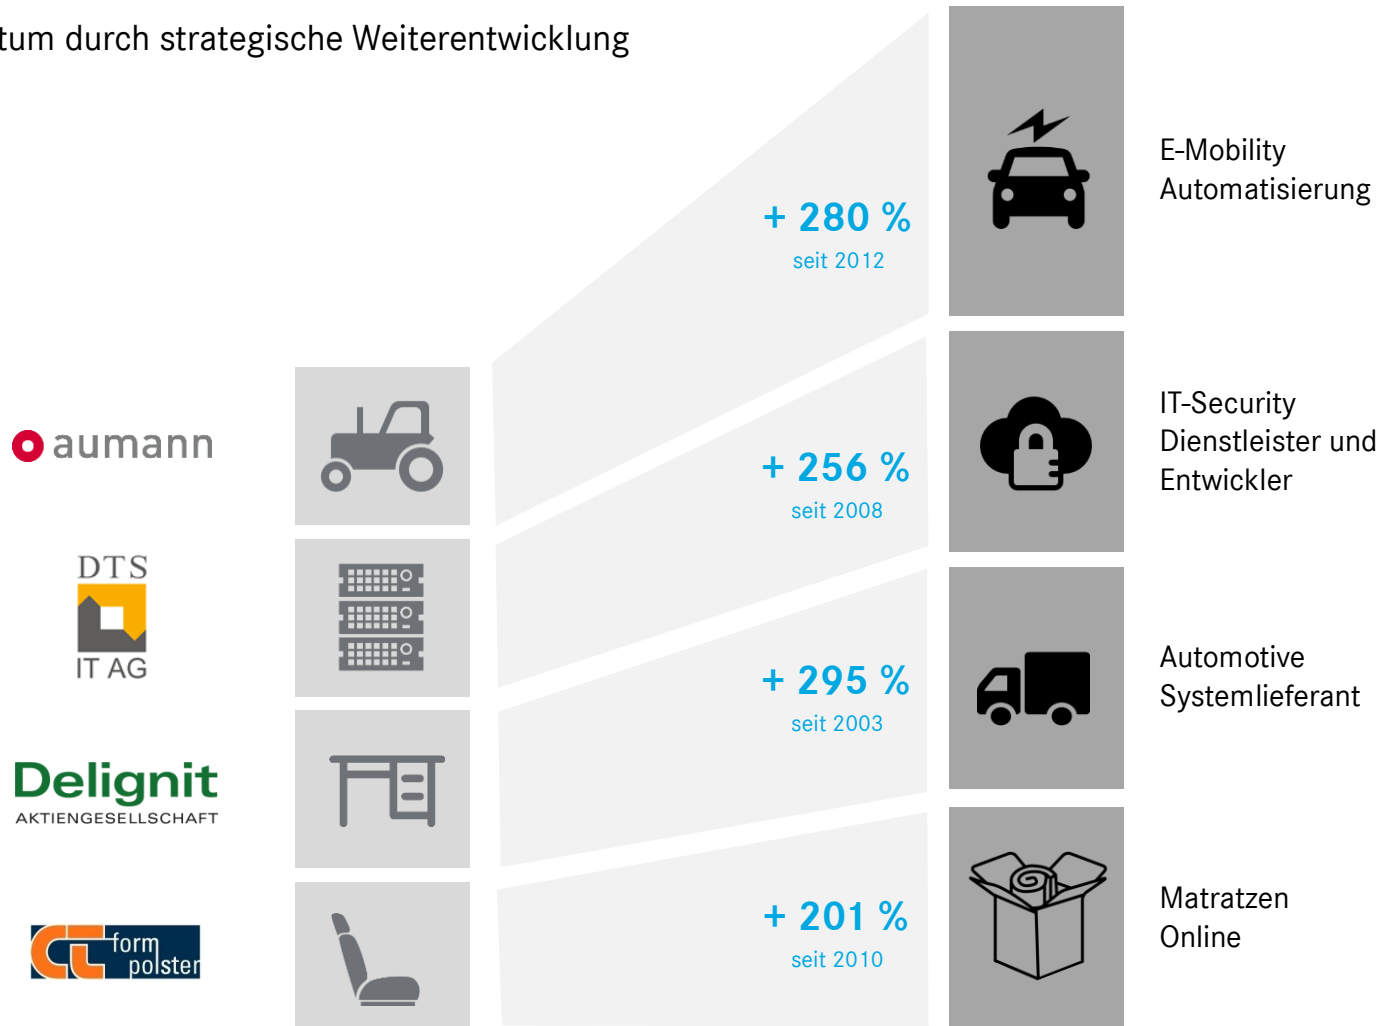 tum durch strategische Weiterentwicklung
+ 280 %
seit 2012
E-Mobility
Automatisierung
aumann
+ 256 %
seit 2008
IT-Security
Dienstleister und
Entwickler
DTS
IT AG
+ 295 %
seit 2003
Automotive
Systemlieferant
Delignit
AKTIENGESELLSCHAFT
+ 201 %
seit 2010
Matratzen
Online
CT form
polster